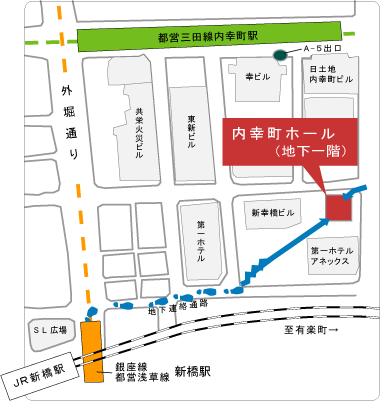 都営三田線内幸町駅
A-5出口
外堀通り
共栄火災ビル
東新ビル
幸ビル
日土地
内幸町ビル
内幸町ホール
(地下一階)
第一ホテル
新幸橋ビル
第一ホテル
アネックス
地下連絡通路
SL広場
至有楽町→
JR新橋駅
銀座線
都営浅草線
新橋駅